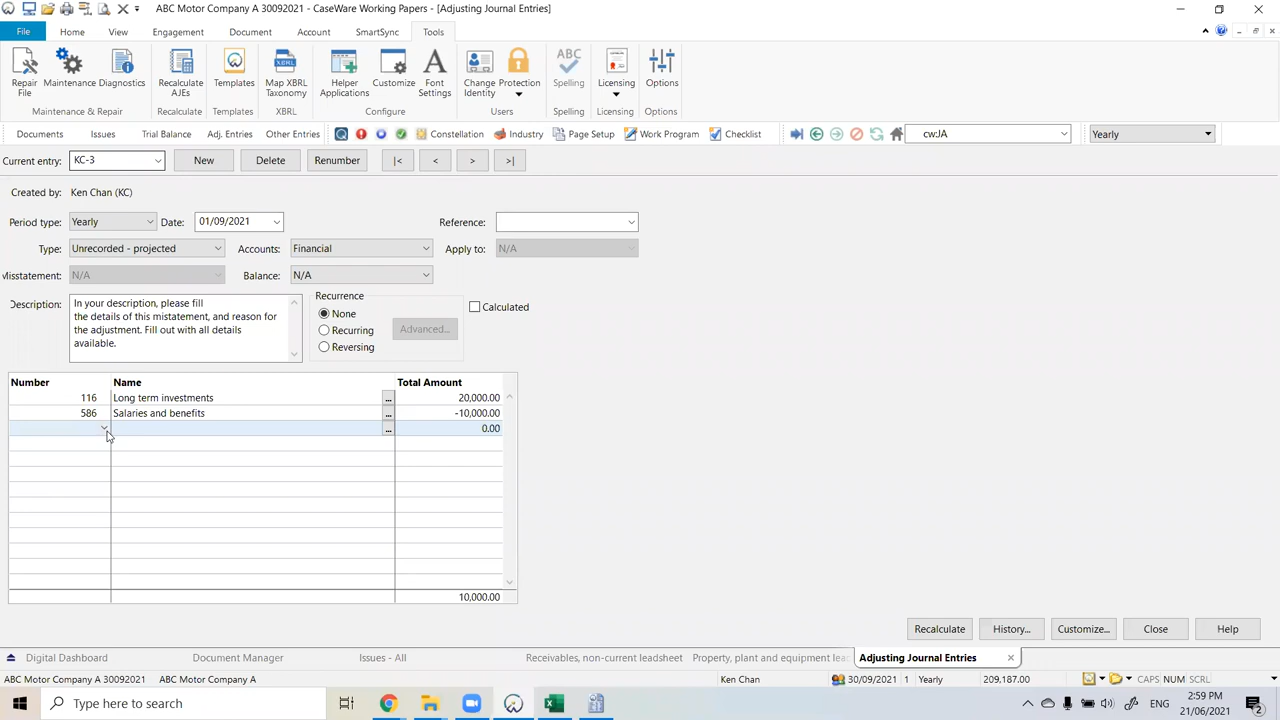 ABC Motor Company A 30092021 - CaseWare Working Papers - [Adjusting Journal Entries]
File Home View Engagement Document Account SmartSync Tools
Repair File Maintenance Diagnostics Recalculate AJEs Templates Map XBRL Taxonomy Helper Applications Customize Font Settings Change Identity Protection ABC Spelling Licensing Options
Maintenance & Repair Recalculate Templates XBRL Configure Users Spelling Licensing Options
Documents Issues Trial Balance Adj. Entries Other Entries Constellation Industry Page Setup Work Program Checklist cw:JA Yearly
Current entry: KC-3 New Delete Renumber |< < > >|
Created by: Ken Chan (KC)
Period type: Yearly Date: 01/09/2021 Reference:
Type: Unrecorded - projected Accounts: Financial Apply to: N/A
Misstatement: N/A Balance: N/A
Description: In your description, please fill
the details of this mistatement, and reason for
the adjustment. Fill out with all details
available.
Recurrence
None
Recurring Advanced...
Reversing
Calculated
Number Name Total Amount
116 Long term investments ... 20,000.00
586 Salaries and benefits ... -10,000.00
... 0.00
10,000.00
Recalculate History... Customize... Close Help
Digital Dashboard Document Manager Issues - All Receivables, non-current leadsheet Property, plant and equipment lea Adjusting Journal Entries
ABC Motor Company A 30092021 ABC Motor Company A Ken Chan 30/09/2021 1 Yearly 209,187.00 CAPS NUM SCRL
Type here to search ENG 2:59 PM
21/06/2021 2